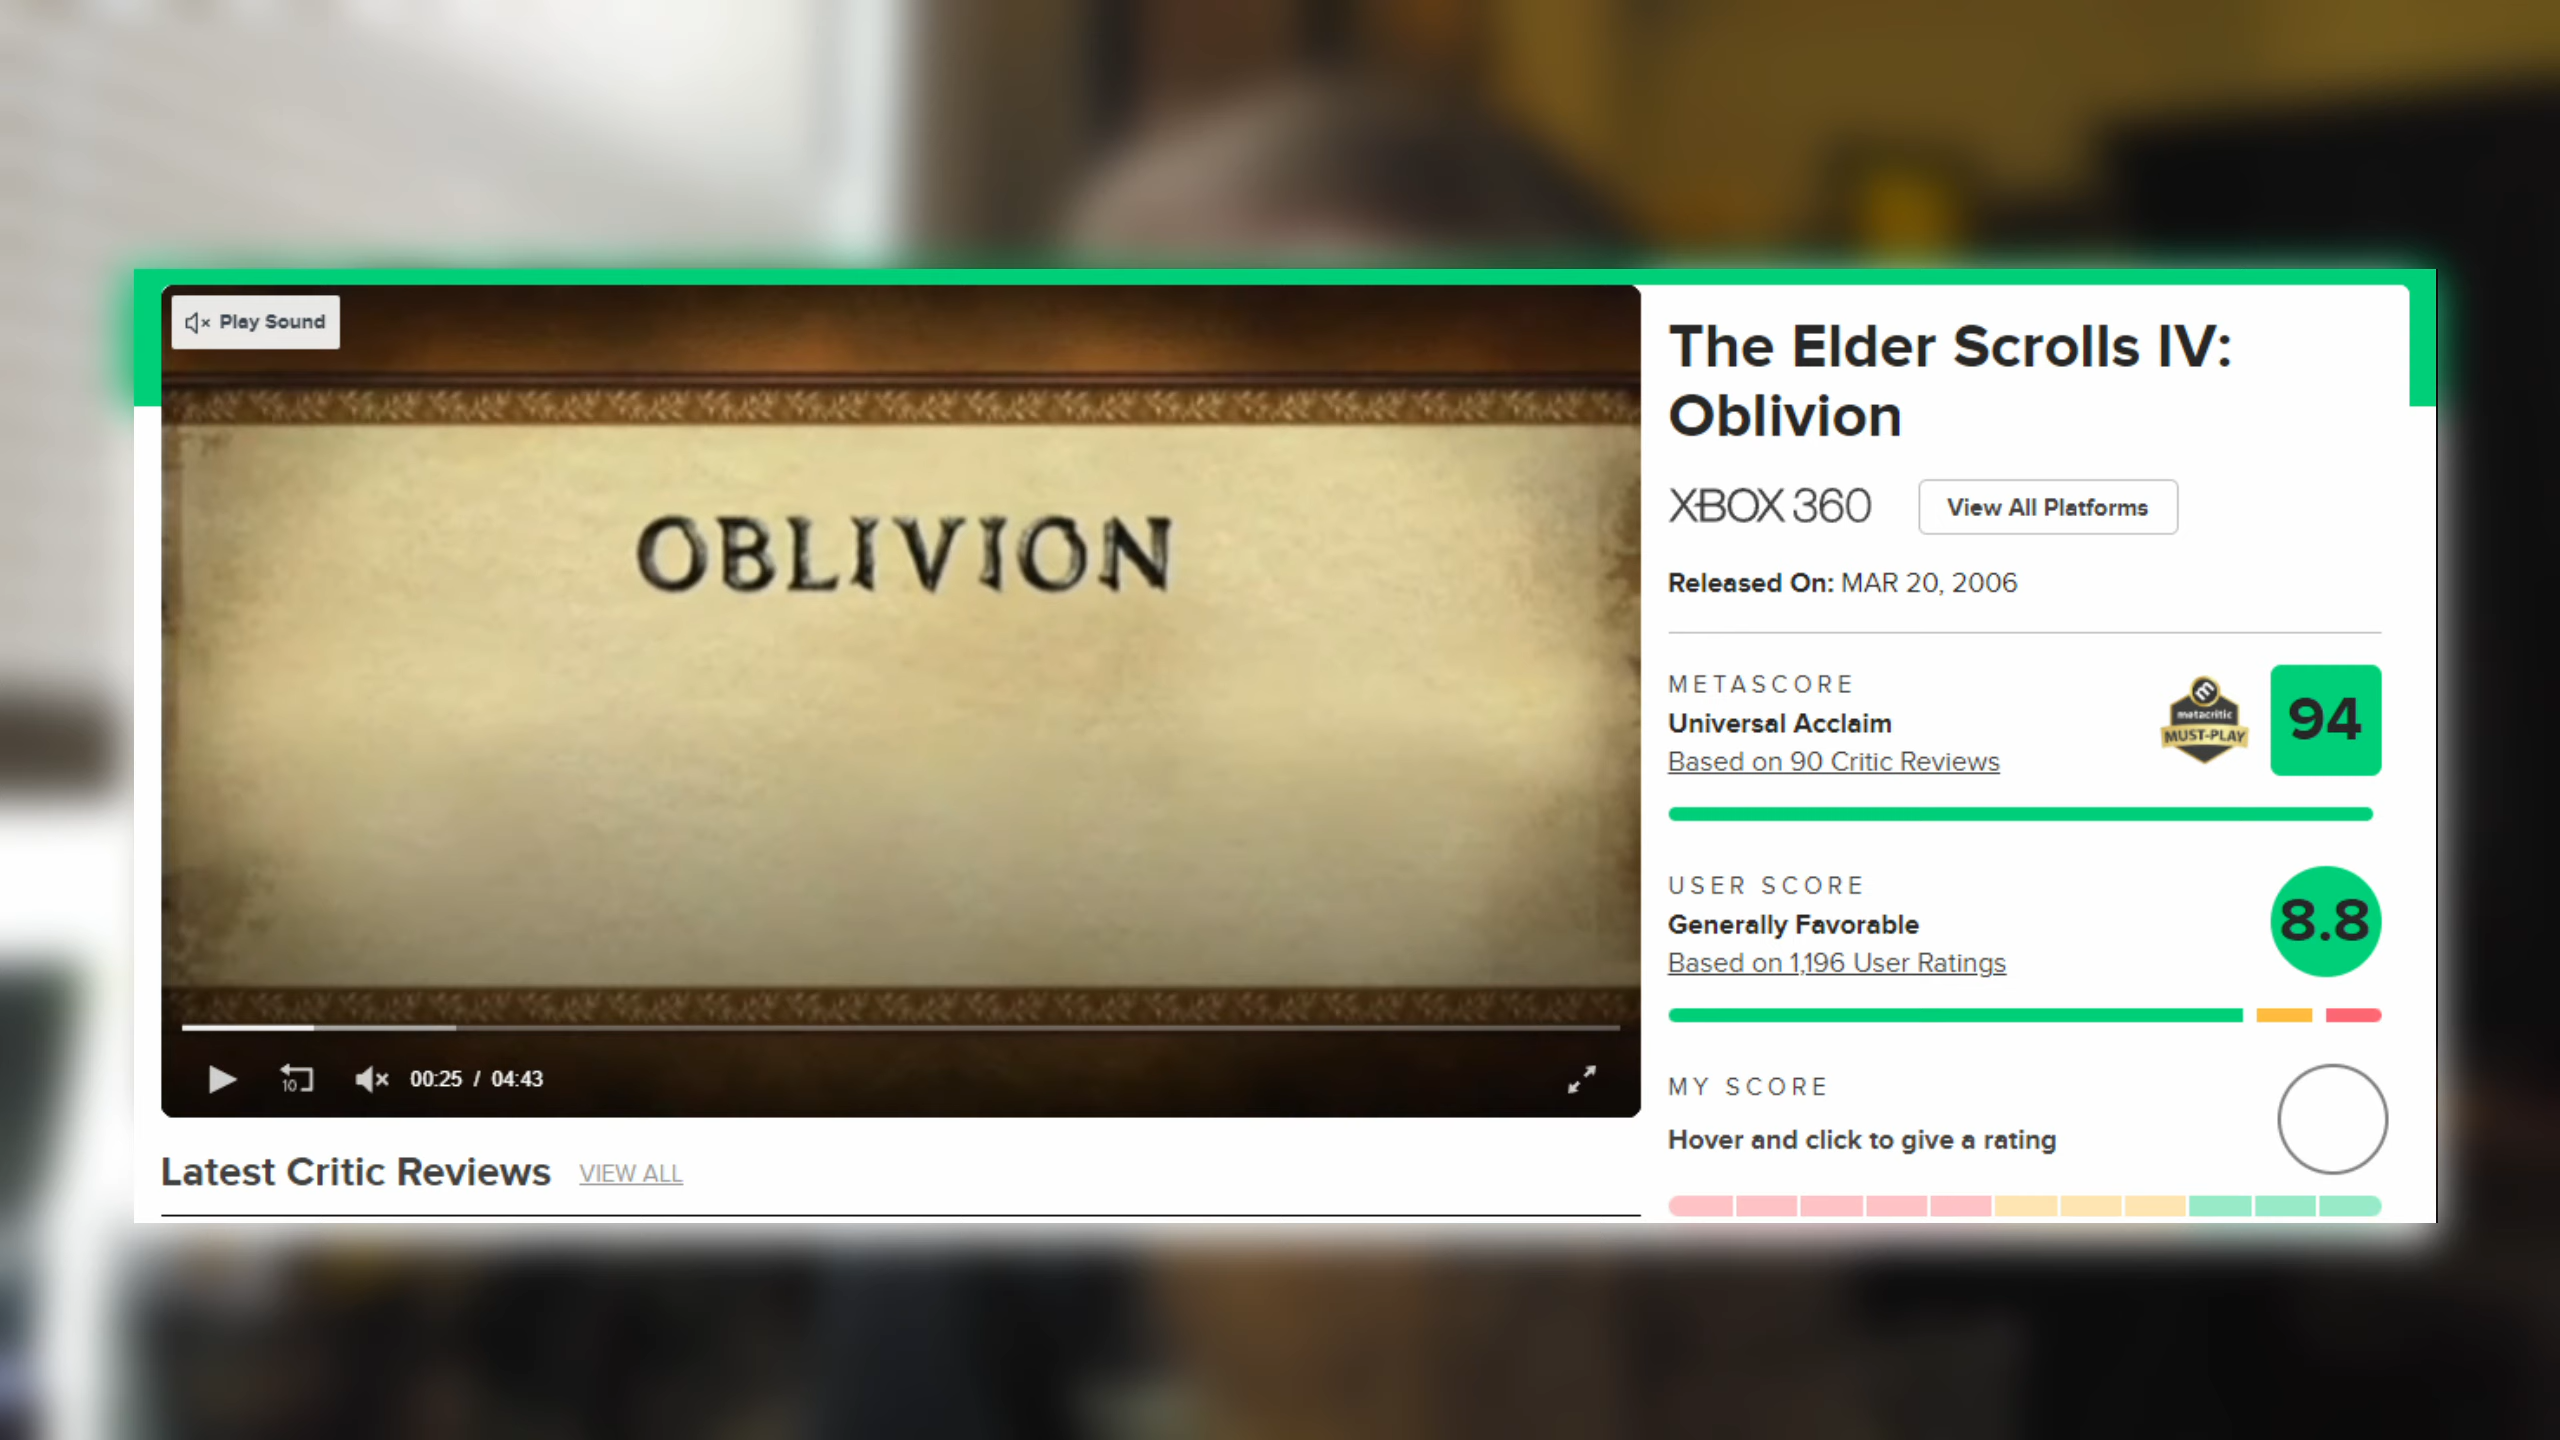 Play Sound
OBLIVION
00:25 / 04:43
10
Latest Critic Reviews VIEW ALL
The Elder Scrolls IV:
Oblivion
XBOX 360 View All Platforms
Released On: MAR 20, 2006
METASCORE
Universal Acclaim
Based on 90 Critic Reviews
m
metacritic
MUST-PLAY
94
USER SCORE
Generally Favorable
Based on 1,196 User Ratings
8.8
MY SCORE
Hover and click to give a rating